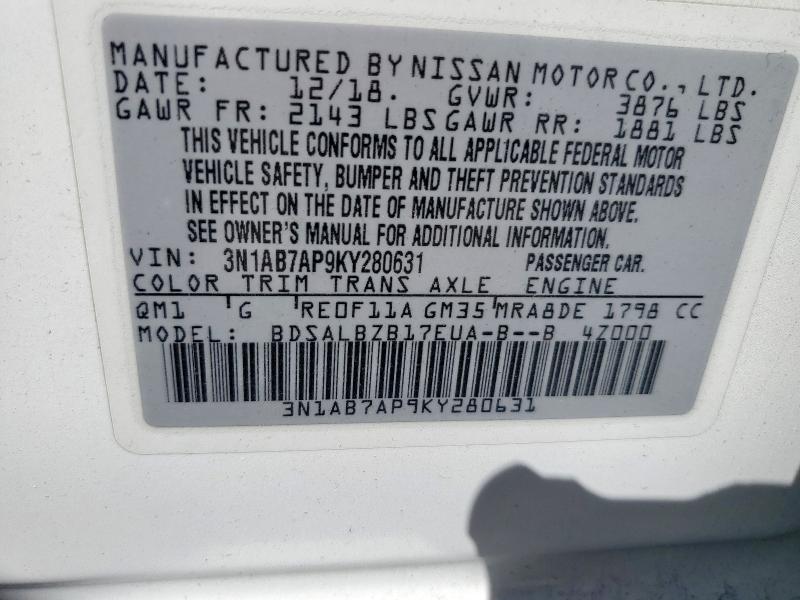 MANUFACTURED BY NISSAN MOTOR CO., LTD.
DATE: 12/18. GVWR: 3876 LBS
GAWR FR: 2143 LBS GAWR RR: 1881 LBS
THIS VEHICLE CONFORMS TO ALL APPLICABLE FEDERAL MOTOR
VEHICLE SAFETY, BUMPER AND THEFT PREVENTION STANDARDS
IN EFFECT ON THE DATE OF MANUFACTURE SHOWN ABOVE.
SEE OWNER'S MANUAL FOR ADDITIONAL INFORMATION.
VIN: 3N1AB7AP9KY280631 PASSENGER CAR.
COLOR TRIM TRANS AXLE ENGINE
QM1 G RE0F11A GM35 MRA8DE 1798 CC
MODEL: BDSALBZB17EUA-B--B 4Z000
3N1AB7AP9KY280631